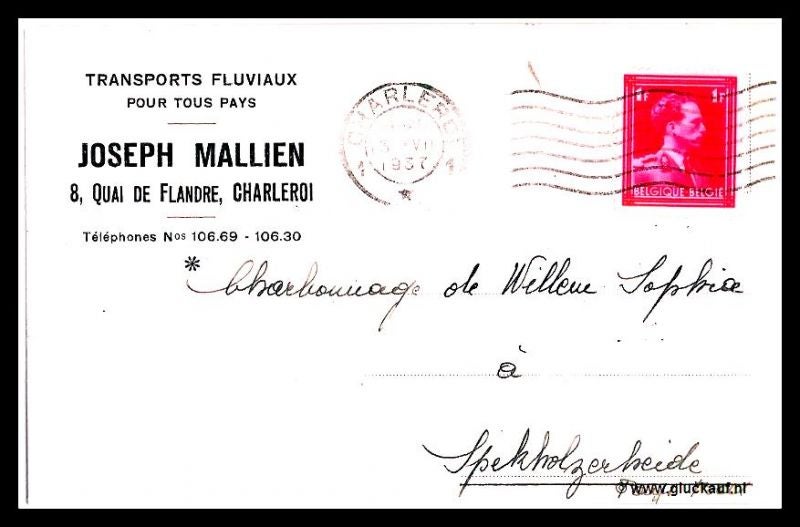 TRANSPORTS FLUVIAUX
POUR TOUS PAYS
JOSEPH MALLIEN
8, QUAI DE FLANDRE, CHARLEROI
Téléphones Nos 106.69 - 106.30
CHARLEROI
1937
1F 1F
BELGIQUE BELGIE
* Charbonnage de Willem Sophie
à
Spekholzerheide
www.gluckauf.nl